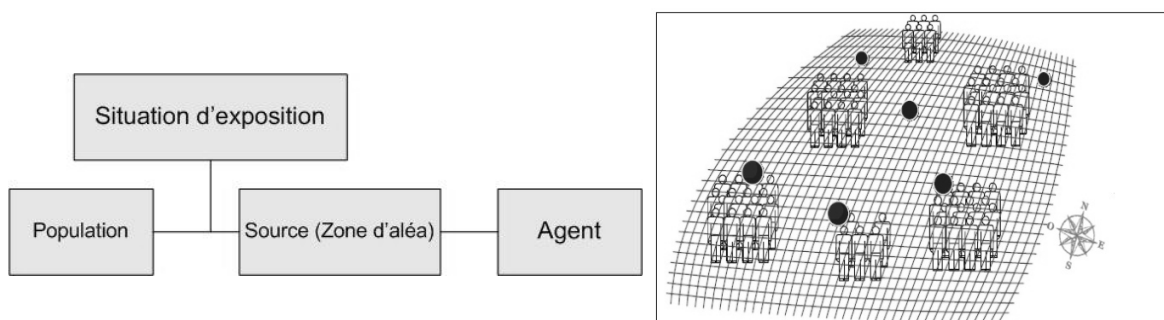 Situation d'exposition
Population
Source (Zone d'aléa)
Agent
N
O
E
S